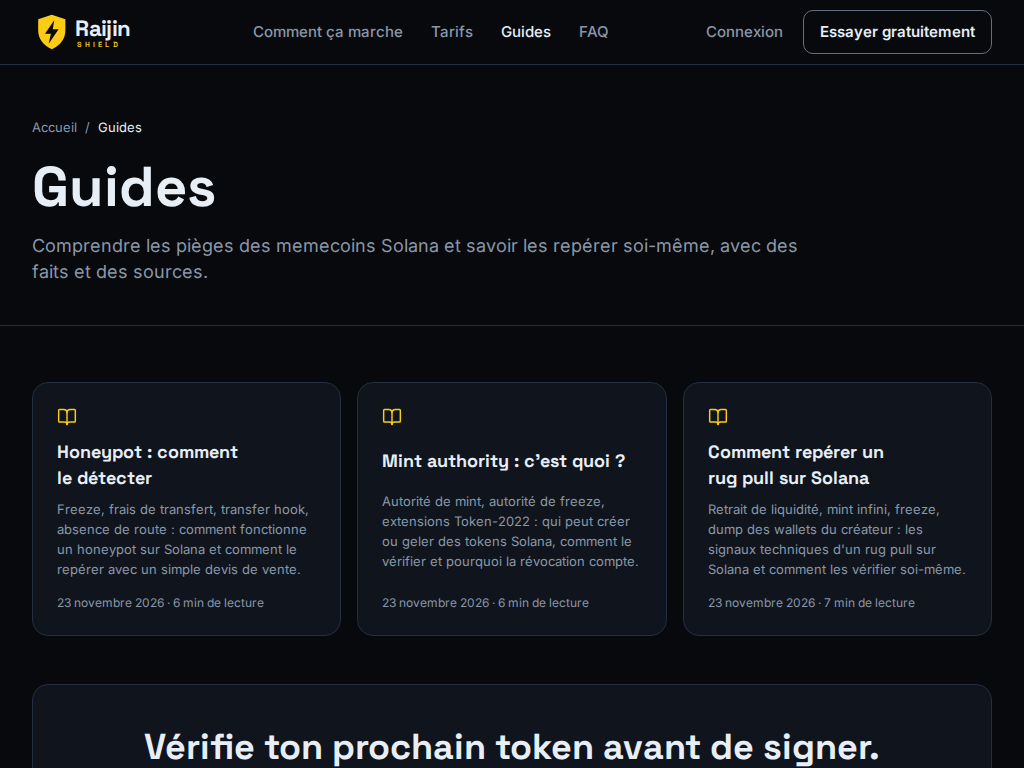 Raijin
SHIELD
Comment ça marche
Tarifs
Guides
FAQ
Connexion
Essayer gratuitement
Accueil / Guides
Guides
Comprendre les pièges des memecoins Solana et savoir les repérer soi-même, avec des
faits et des sources.
Honeypot : comment
le détecter
Freeze, frais de transfert, transfer hook,
absence de route : comment fonctionne
un honeypot sur Solana et comment le
repérer avec un simple devis de vente.
23 novembre 2026 · 6 min de lecture
Mint authority : c’est quoi ?
Autorité de mint, autorité de freeze,
extensions Token-2022 : qui peut créer
ou geler des tokens Solana, comment le
vérifier et pourquoi la révocation compte.
23 novembre 2026 · 6 min de lecture
Comment repérer un
rug pull sur Solana
Retrait de liquidité, mint infini, freeze,
dump des wallets du créateur : les
signaux techniques d'un rug pull sur
Solana et comment les vérifier soi-même.
23 novembre 2026 · 7 min de lecture
Vérifie ton prochain token avant de signer.